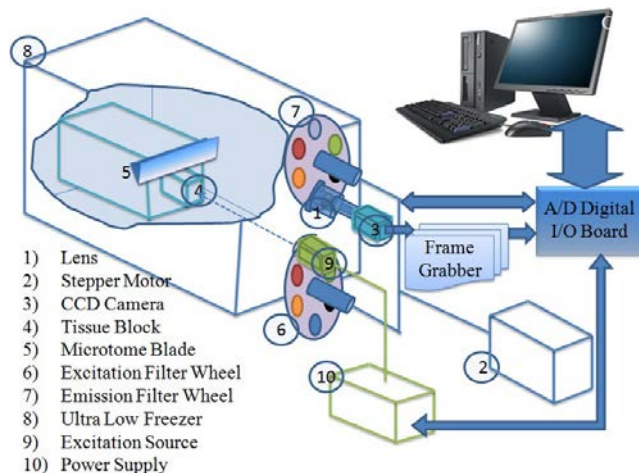 8
7
5
4
1
3
9
6
10
2
A/D Digital
I/O Board
Frame
Grabber
1) Lens
2) Stepper Motor
3) CCD Camera
4) Tissue Block
5) Microtome Blade
6) Excitation Filter Wheel
7) Emission Filter Wheel
8) Ultra Low Freezer
9) Excitation Source
10) Power Supply